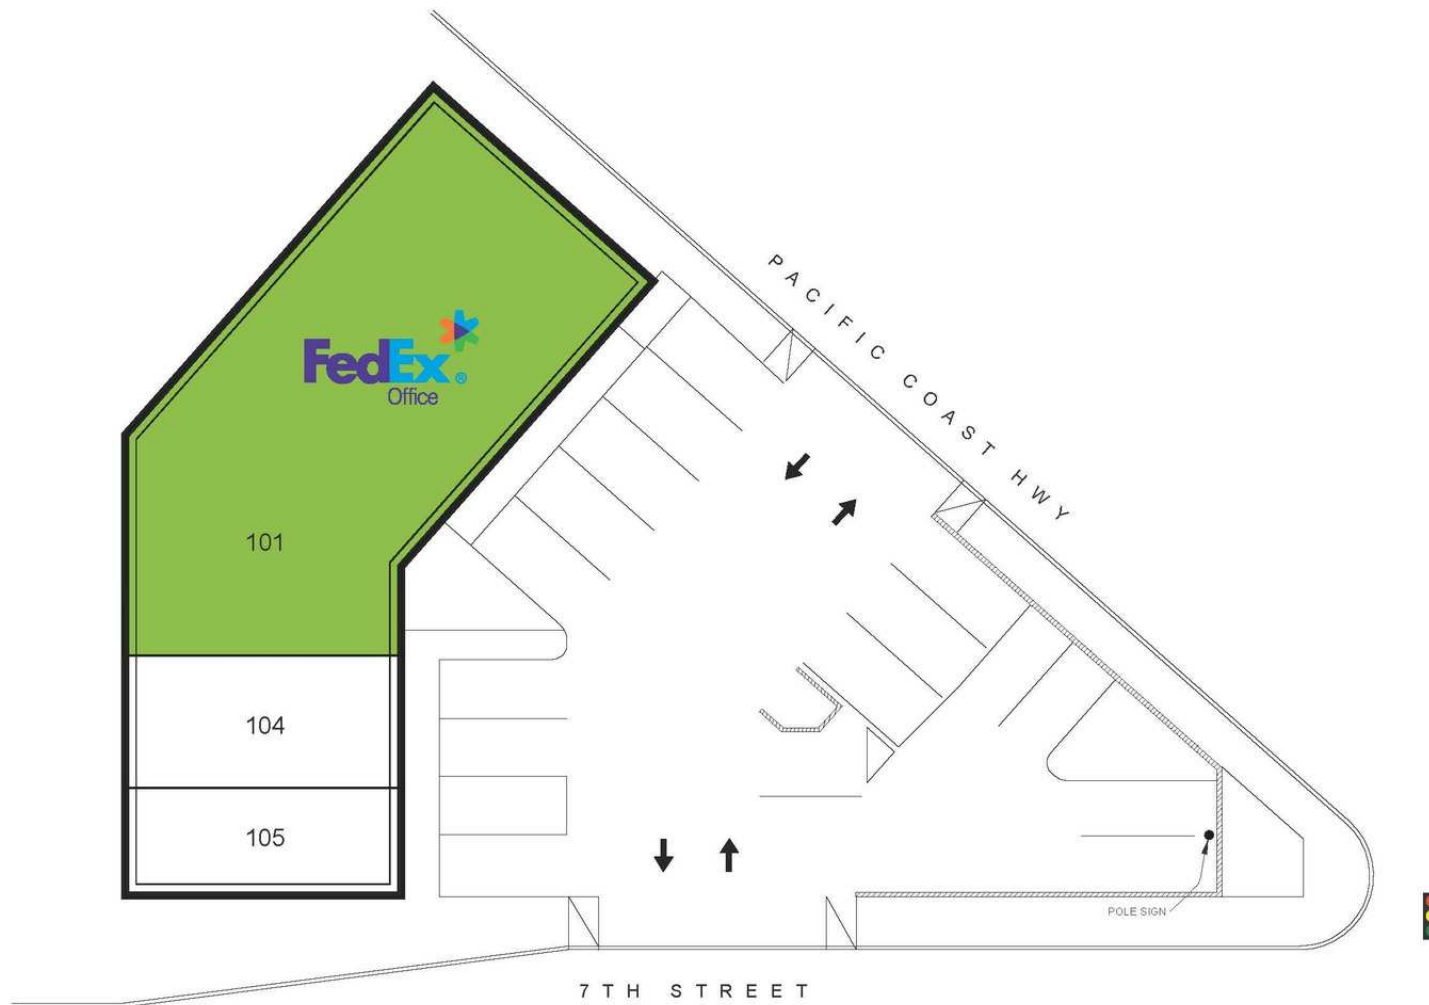 PACIFIC COAST HWY
FedEx®
Office
101
104
105
POLE SIGN
7TH STREET